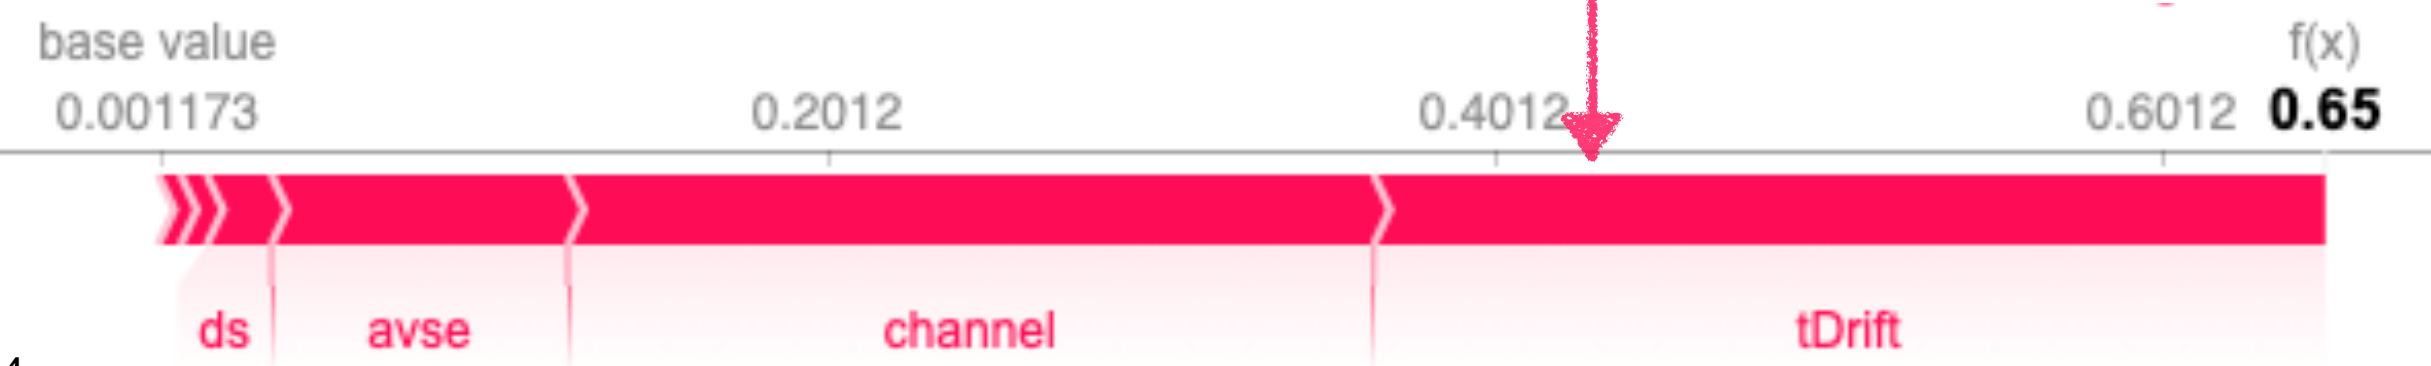 base value f(x)
0.001173 0.2012 0.4012 0.6012 0.65
ds avse channel tDrift